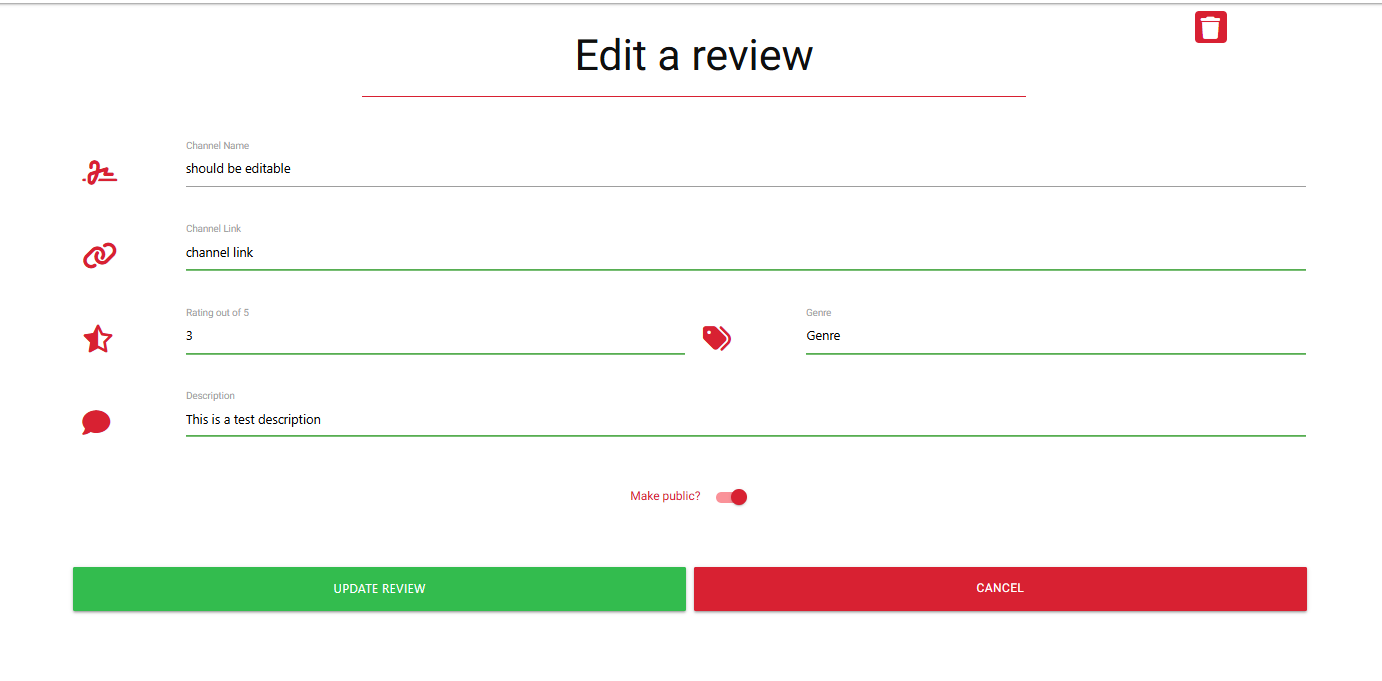 Edit a review
Channel Name
should be editable
Channel Link
channel link
Rating out of 5
3
Genre
Genre
Description
This is a test description
Make public?
UPDATE REVIEW
CANCEL